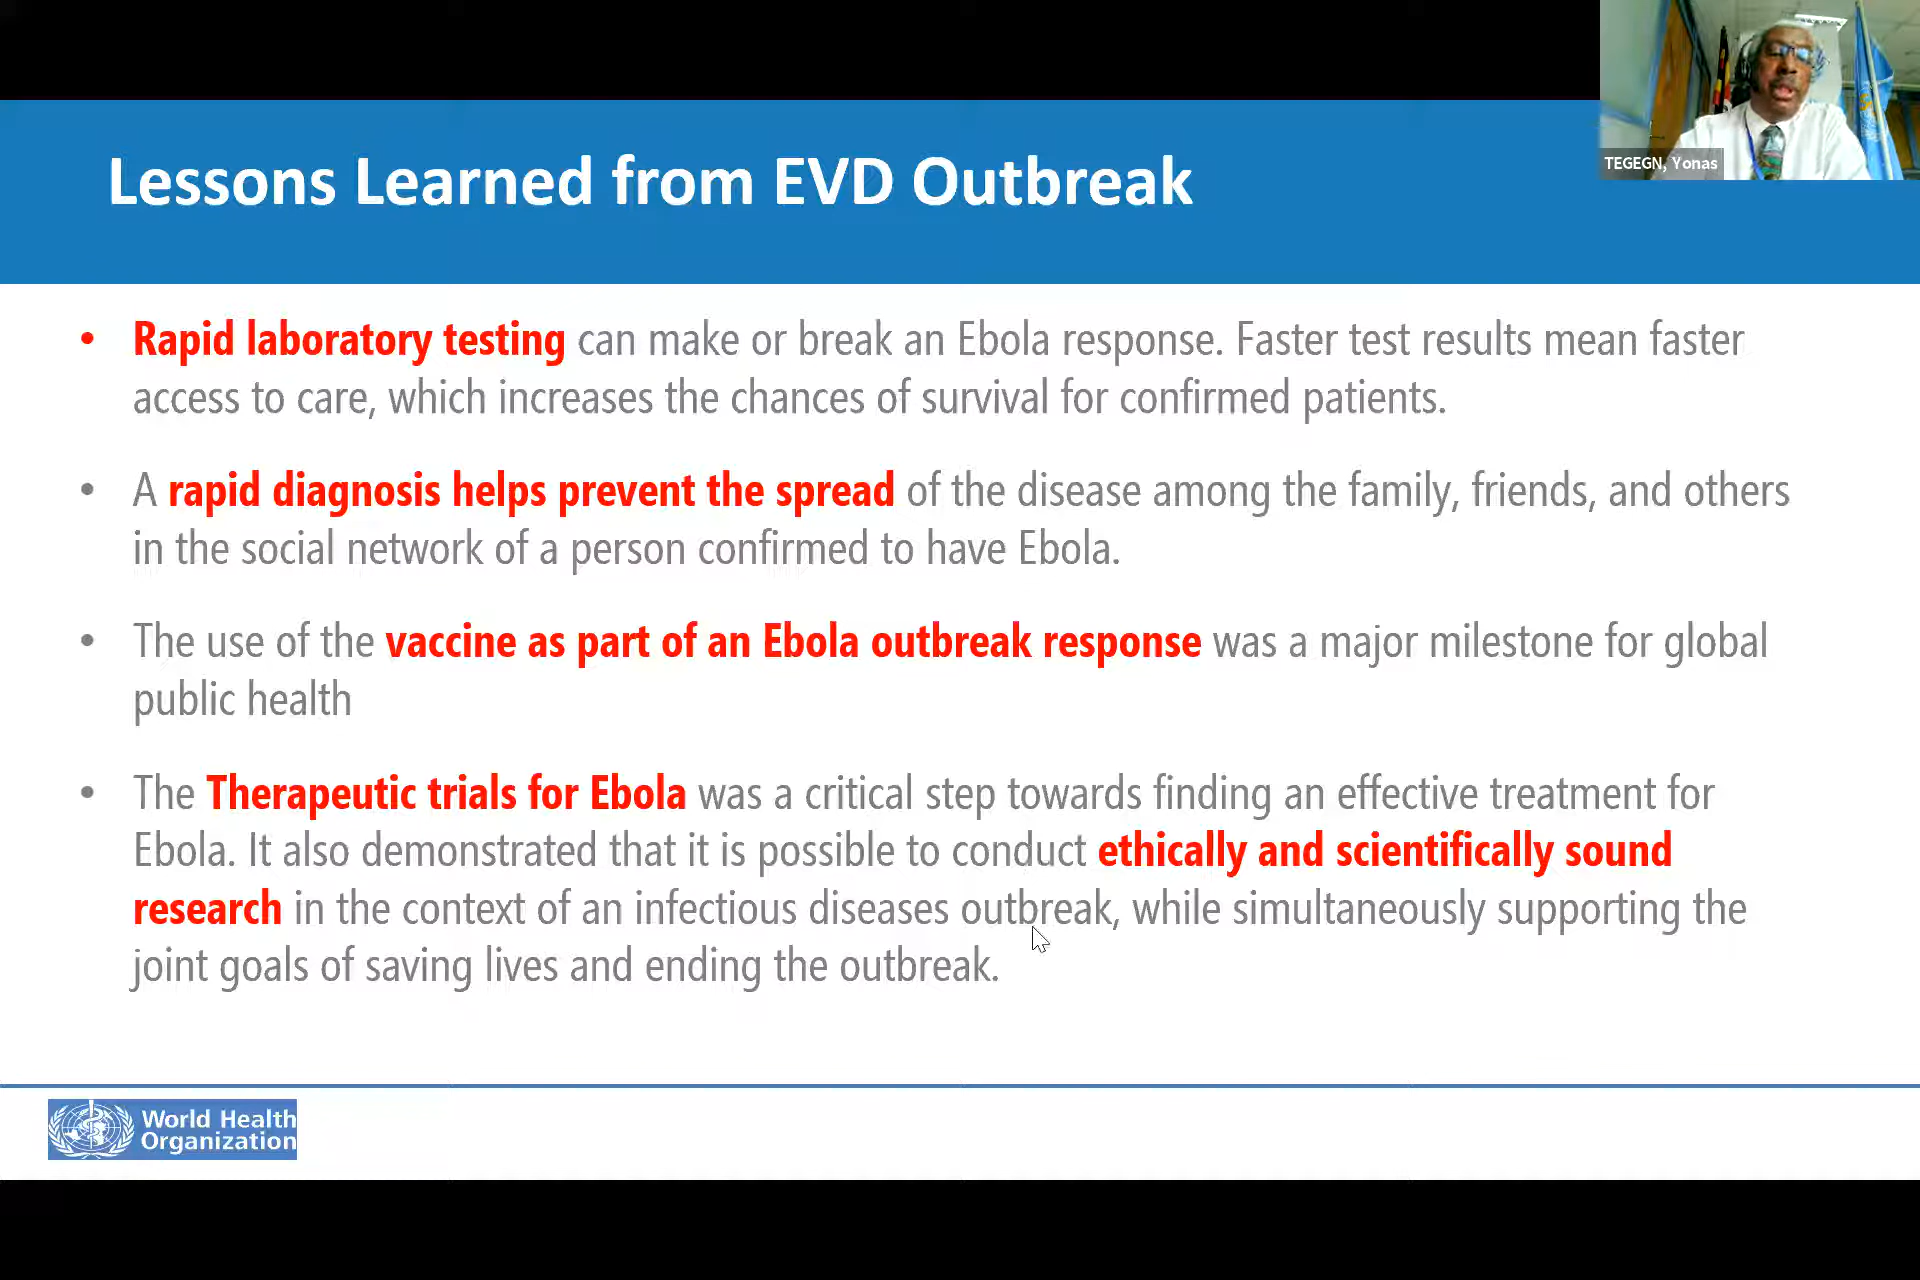 TEGEGN, Yonas
Lessons Learned from EVD Outbreak
• Rapid laboratory testing can make or break an Ebola response. Faster test results mean faster
access to care, which increases the chances of survival for confirmed patients.
• A rapid diagnosis helps prevent the spread of the disease among the family, friends, and others
in the social network of a person confirmed to have Ebola.
• The use of the vaccine as part of an Ebola outbreak response was a major milestone for global
public health
• The Therapeutic trials for Ebola was a critical step towards finding an effective treatment for
Ebola. It also demonstrated that it is possible to conduct ethically and scientifically sound
research in the context of an infectious diseases outbreak, while simultaneously supporting the
joint goals of saving lives and ending the outbreak.
World Health
Organization